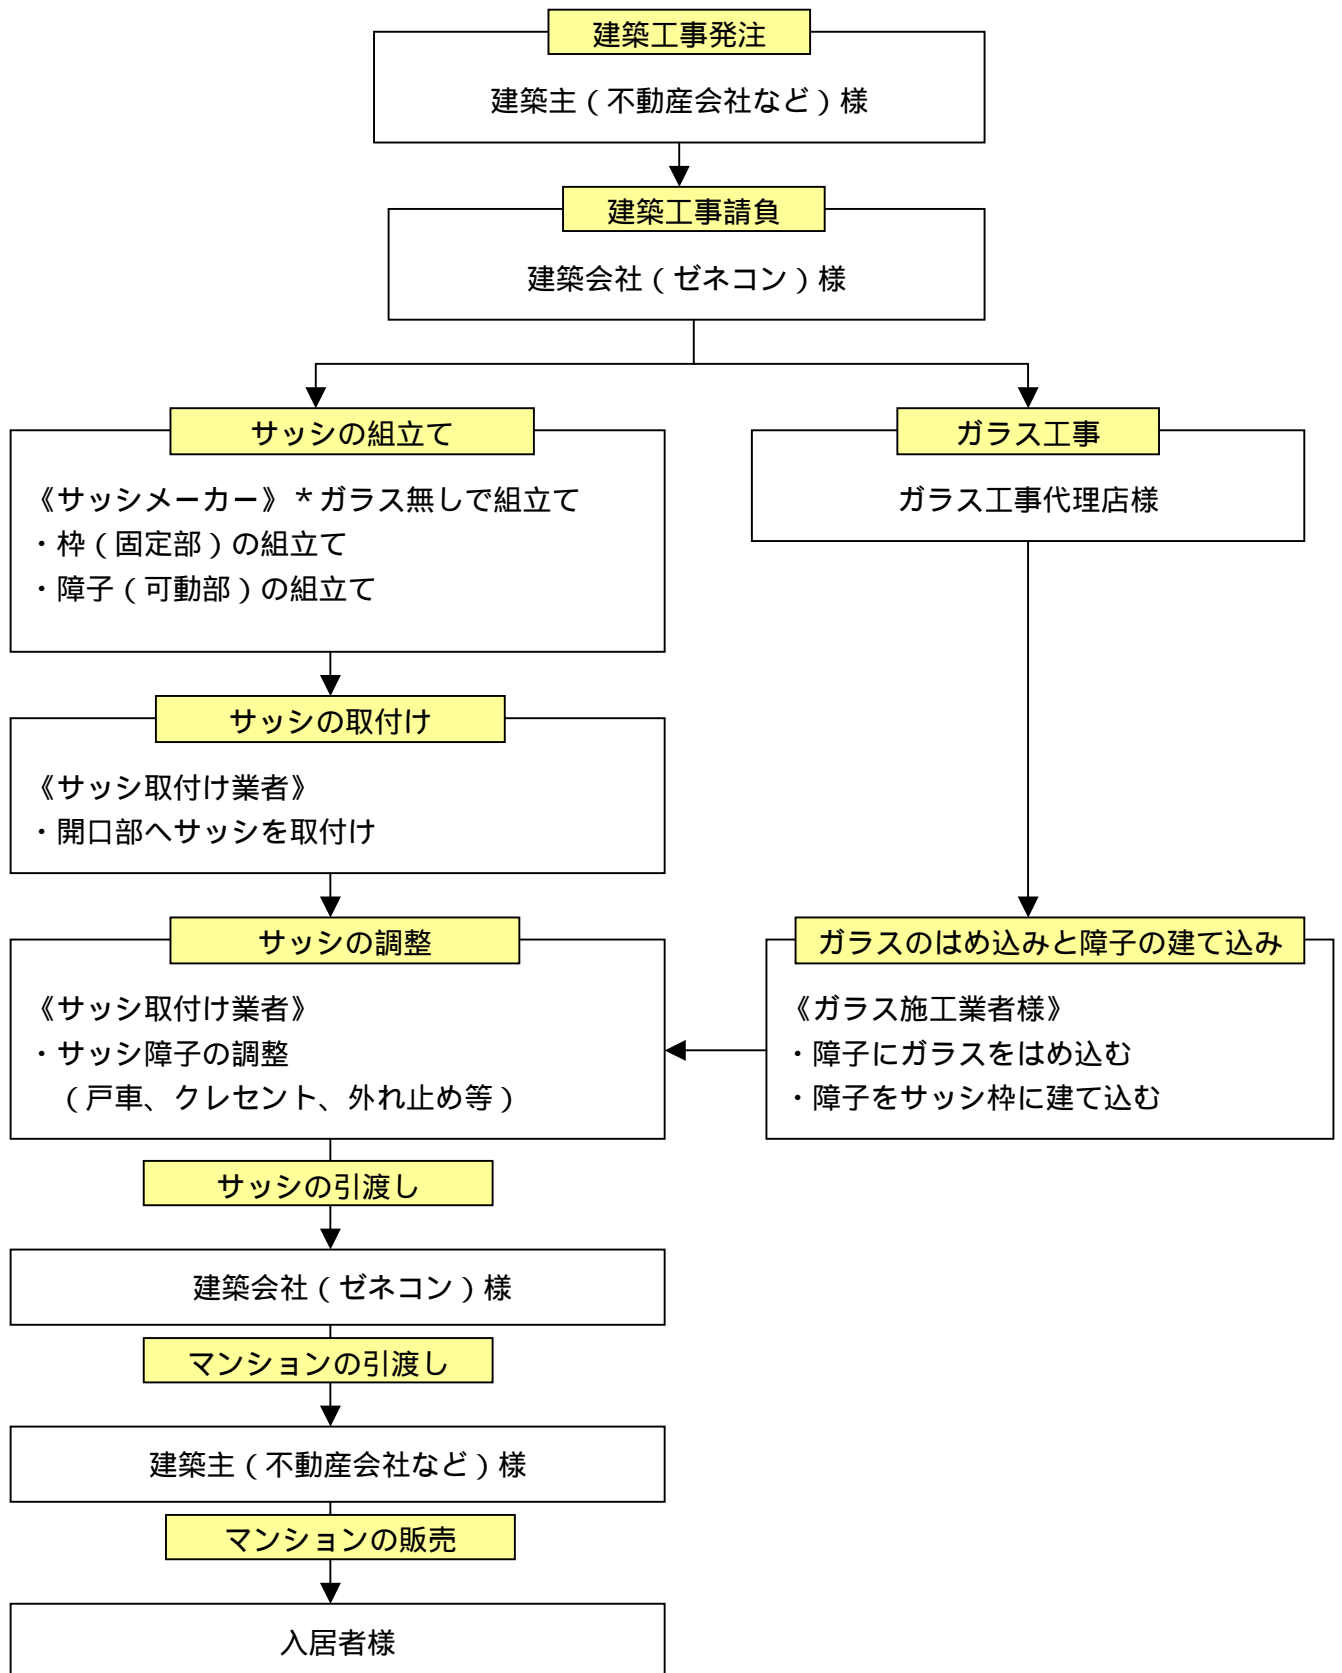 建築工事発注
建築主（不動産会社など）様
建築工事請負
建築会社（ゼネコン）様
サッシの組立て
《サッシメーカー》＊ガラス無しで組立て
・枠（固定部）の組立て
・障子（可動部）の組立て
ガラス工事
ガラス工事代理店様
サッシの取付け
《サッシ取付け業者》
・開口部へサッシを取付け
サッシの調整
《サッシ取付け業者》
・サッシ障子の調整
（戸車、クレセント、外れ止め等）
ガラスのはめ込みと障子の建て込み
《ガラス施工業者様》
・障子にガラスをはめ込む
・障子をサッシ枠に建て込む
サッシの引渡し
建築会社（ゼネコン）様
マンションの引渡し
建築主（不動産会社など）様
マンションの販売
入居者様